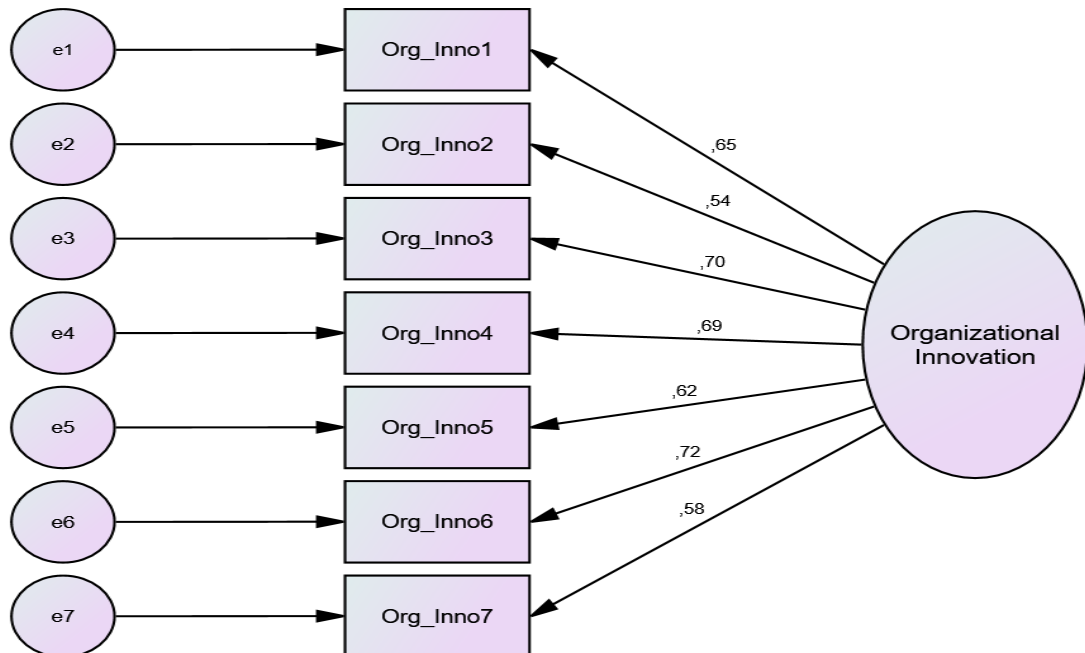 e1
Org_Inno1
,65
e2
Org_Inno2
,54
e3
Org_Inno3
,70
e4
Org_Inno4
,69
Organizational
Innovation
e5
Org_Inno5
,62
e6
Org_Inno6
,72
e7
Org_Inno7
,58